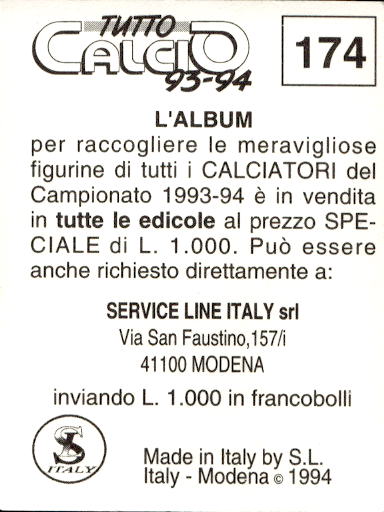 TUTTO
CALCIO
93-94
174
L'ALBUM
per raccogliere le meravigliose
figurine di tutti i CALCIATORI del
Campionato 1993-94 è in vendita
in tutte le edicole al prezzo SPE-
CIALE di L. 1.000. Può essere
anche richiesto direttamente a:
SERVICE LINE ITALY srl
Via San Faustino,157/i
41100 MODENA
inviando L. 1.000 in francobolli
SL
ITALY
Made in Italy by S.L.
Italy - Modena © 1994